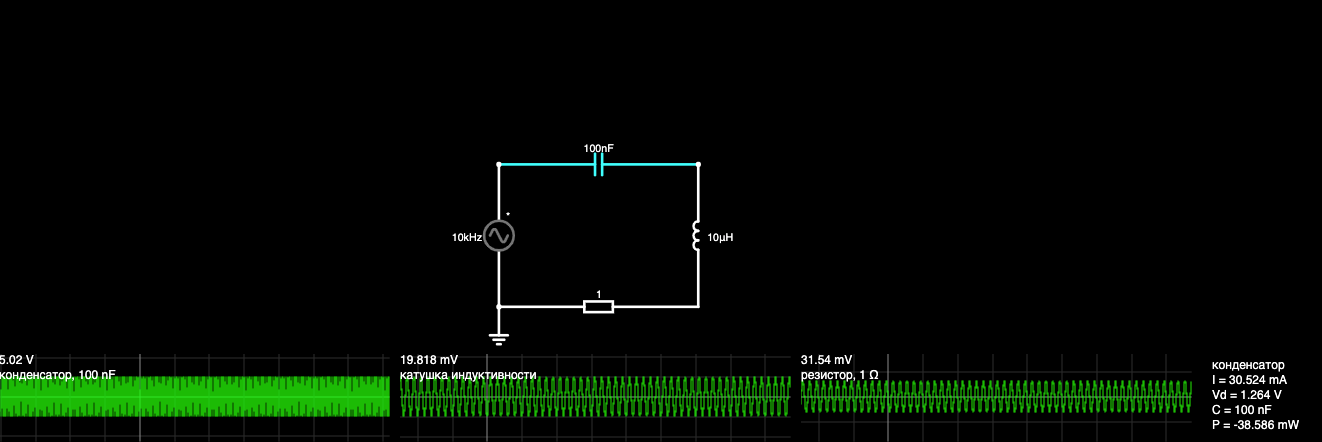 100nF
10kHz
10µH
1
5.02 V
конденсатор, 100 nF
19.818 mV
катушка индуктивности
31.54 mV
резистор, 1 Ω
конденсатор
I = 30.524 mA
Vd = 1.264 V
C = 100 nF
P = -38.586 mW